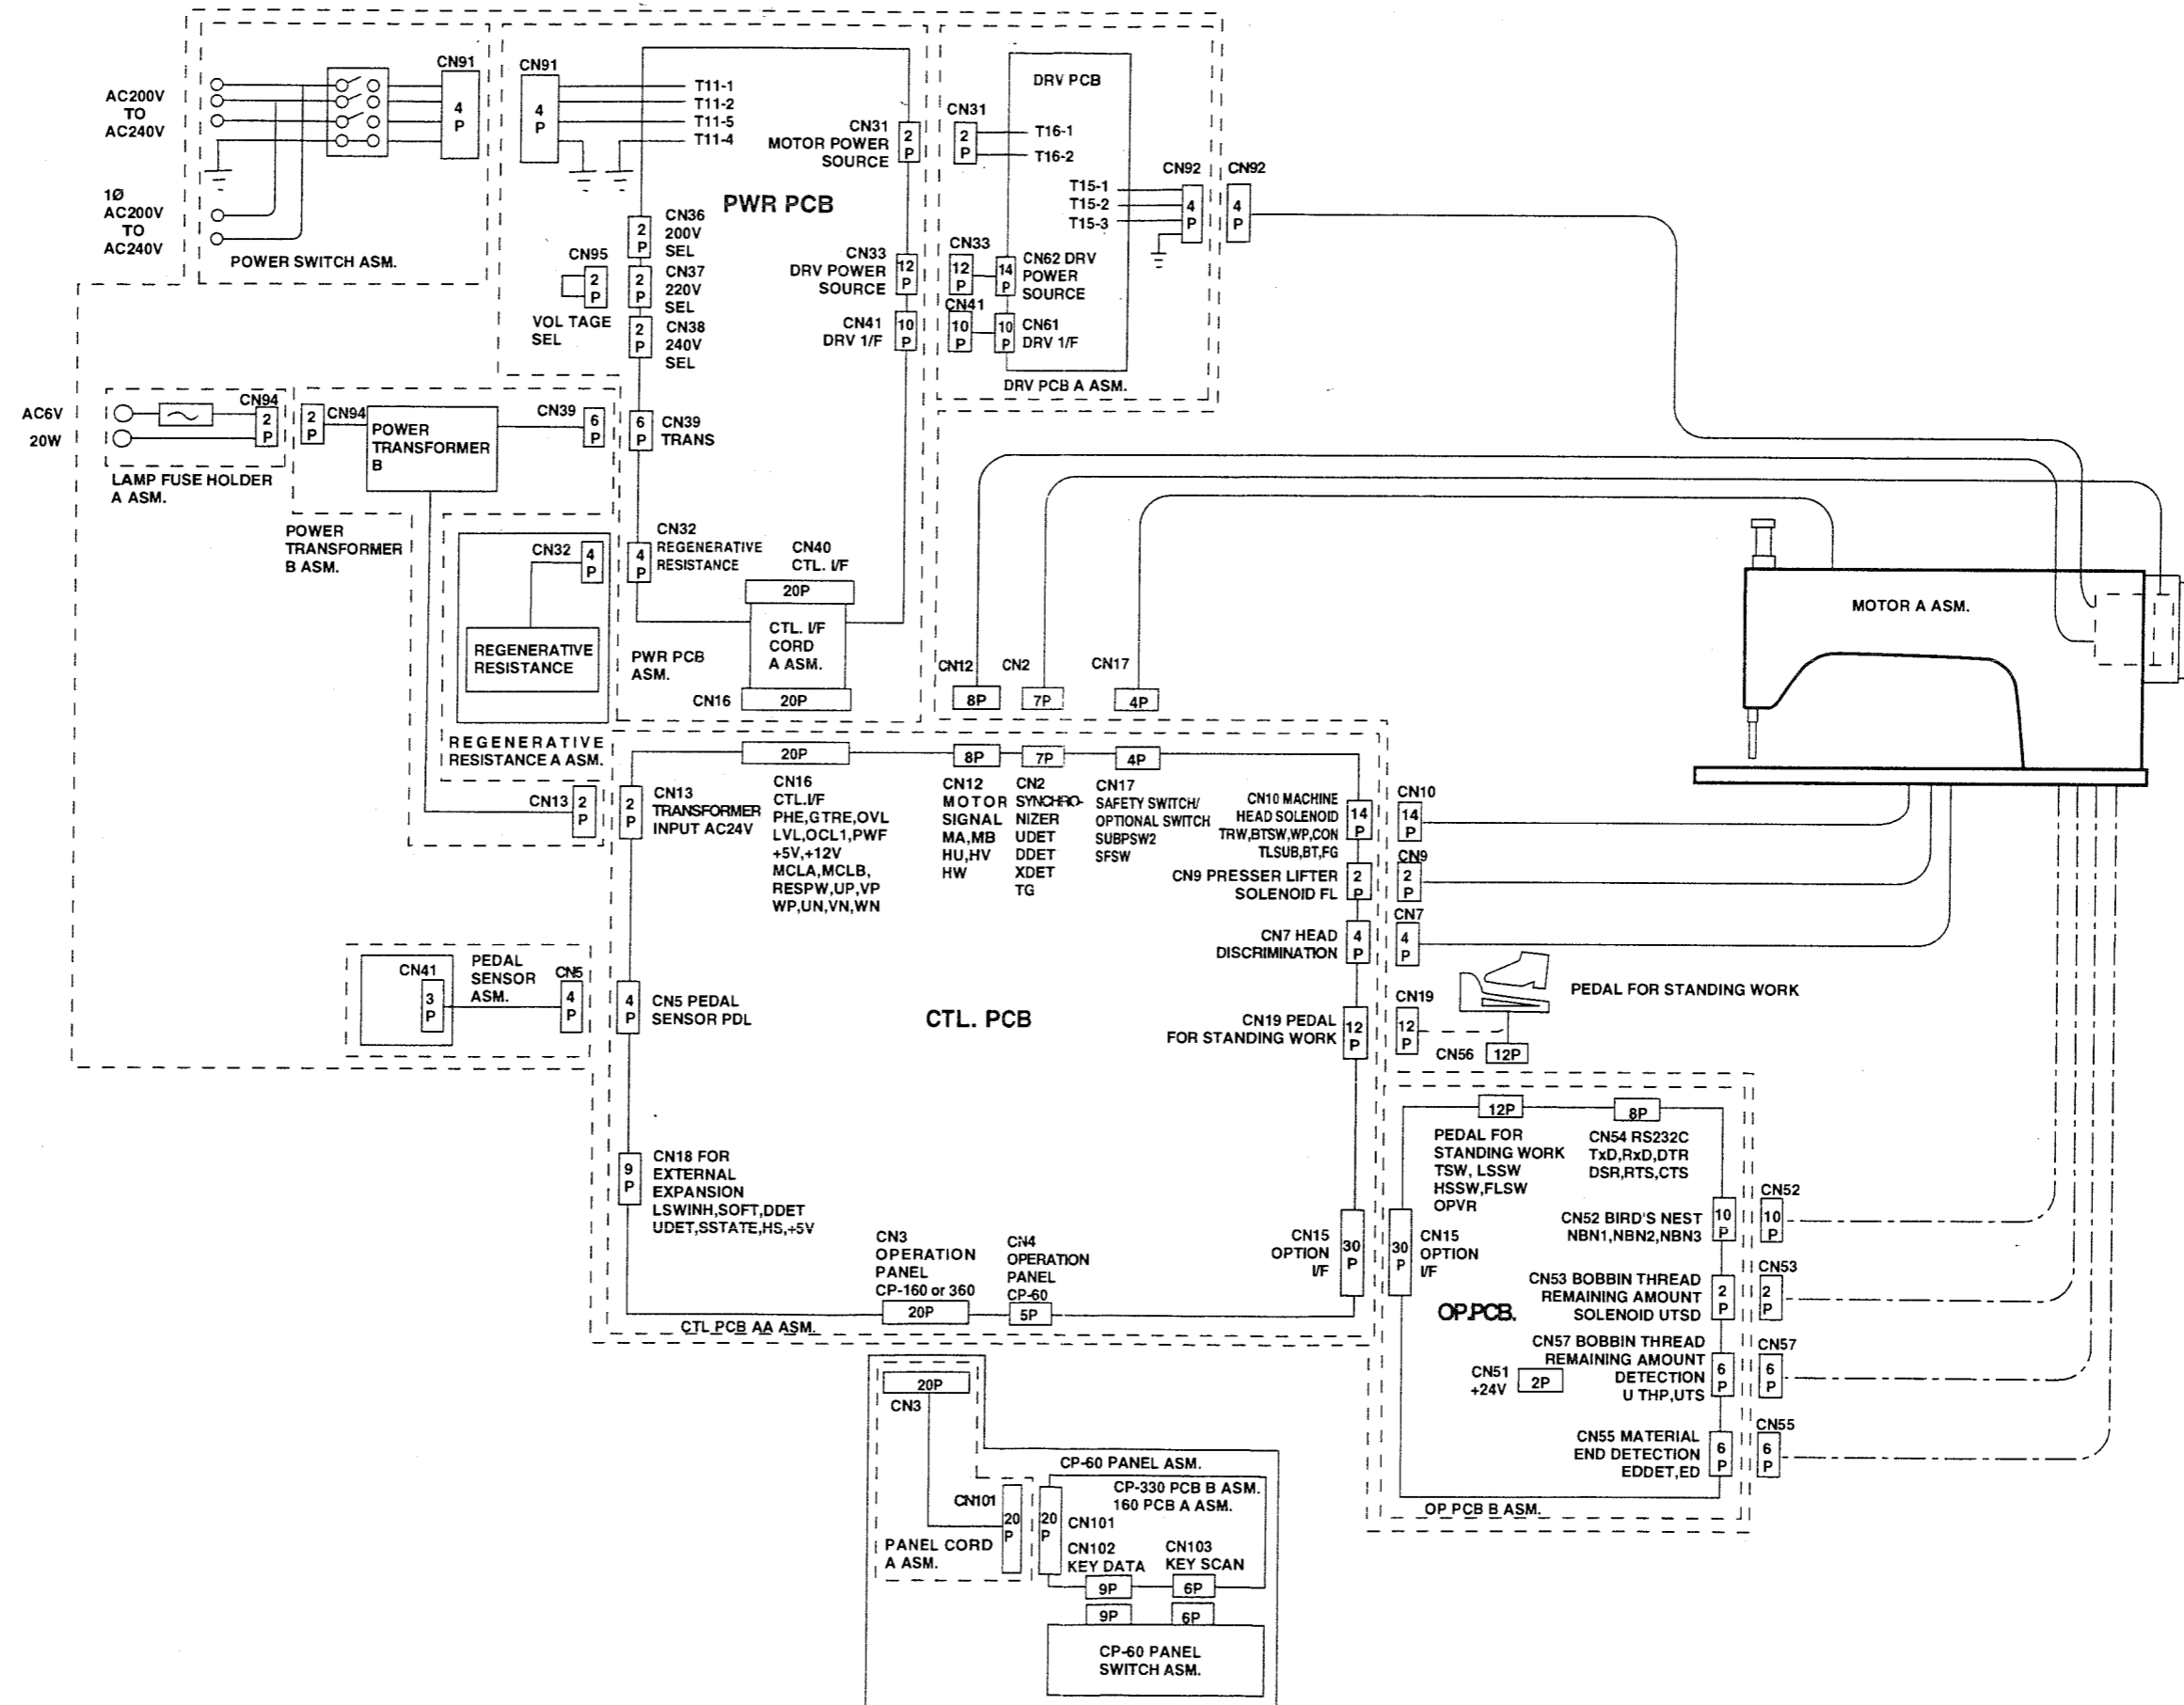 AC200V
TO
AC240V
1Ø
AC200V
TO
AC240V
CN91
4
P
POWER SWITCH ASM.
CN91
4
P
T11-1
T11-2
T11-5
T11-4
CN31
MOTOR POWER
SOURCE
2
P
PWR PCB
CN36
200V
SEL
2
P
CN37
220V
SEL
2
P
CN38
240V
SEL
2
P
CN95
2
P
VOL TAGE
SEL
CN33
DRV POWER
SOURCE
12
P
CN41
DRV 1/F
10
P
DRV PCB
CN31
2
P
T16-1
T16-2
T15-1
T15-2
T15-3
CN92
4
P
CN92
4
P
CN33
12
P
14
P
CN62 DRV
POWER
SOURCE
CN41
10
P
10
P
CN61
DRV 1/F
DRV PCB A ASM.
AC6V
20W
CN94
2
P
LAMP FUSE HOLDER
A ASM.
2
P
CN94
POWER
TRANSFORMER
B
CN39
6
P
6
P
CN39
TRANS
POWER
TRANSFORMER
B ASM.
CN32
4
P
REGENERATIVE
RESISTANCE
REGENERATIVE
RESISTANCE A ASM.
4
P
CN32
REGENERATIVE
RESISTANCE
CN40
CTL. I/F
20P
CTL. I/F
CORD
A ASM.
PWR PCB
ASM.
CN16
20P
CN12
8P
CN2
7P
CN17
4P
MOTOR A ASM.
CN13
2
P
2
P
CN13
TRANSFORMER
INPUT AC24V
20P
CN16
CTL.I/F
PHE,GTRE,OVL
LVL,OCL1,PWF
+5V,+12V
MCLA,MCLB,
RESPW,UP,VP
WP,UN,VN,WN
8P
CN12
MOTOR
SIGNAL
MA,MB
HU,HV
HW
7P
CN2
SYNCHRO-
NIZER
UDET
DDET
XDET
TG
4P
CN17
SAFETY SWITCH/
OPTIONAL SWITCH
SUBPSW2
SFSW
CN10 MACHINE
HEAD SOLENOID
TRW,BTSW,WP,CON
TLSUB,BT,FG
14
P
CN10
14
P
CN9 PRESSER LIFTER
SOLENOID FL
2
P
CN9
2
P
CN7 HEAD
DISCRIMINATION
4
P
CN7
4
P
CN41
3
P
PEDAL
SENSOR
ASM.
CN5
4
P
4
P
CN5 PEDAL
SENSOR PDL
CTL. PCB
CN19 PEDAL
FOR STANDING WORK
12
P
CN19
12
P
PEDAL FOR STANDING WORK
CN56
12P
9
P
CN18 FOR
EXTERNAL
EXPANSION
LSWINH,SOFT,DDET
UDET,SSTATE,HS,+5V
CN3
OPERATION
PANEL
CP-160 or 360
20P
CN4
OPERATION
PANEL
CP-60
5P
CN15
OPTION
I/F
30
P
CTL PCB AA ASM.
12P
PEDAL FOR
STANDING WORK
TSW, LSSW
HSSW,FLSW
OPVR
8P
CN54 RS232C
TxD,RxD,DTR
DSR,RTS,CTS
30
P
CN15
OPTION
I/F
CN52 BIRD'S NEST
NBN1,NBN2,NBN3
10
P
CN52
10
P
CN53 BOBBIN THREAD
REMAINING AMOUNT
SOLENOID UTSD
2
P
CN53
2
P
OP.PCB.
CN57 BOBBIN THREAD
REMAINING AMOUNT
DETECTION
U THP,UTS
6
P
CN57
6
P
CN51
+24V
2P
CN55 MATERIAL
END DETECTION
EDDET,ED
6
P
CN55
6
P
OP PCB B ASM.
20P
CN3
CN101
20
P
PANEL CORD
A ASM.
CP-60 PANEL ASM.
CP-330 PCB B ASM.
160 PCB A ASM.
20
P
CN101
CN102
KEY DATA
9P
CN103
KEY SCAN
6P
9P
6P
CP-60 PANEL
SWITCH ASM.